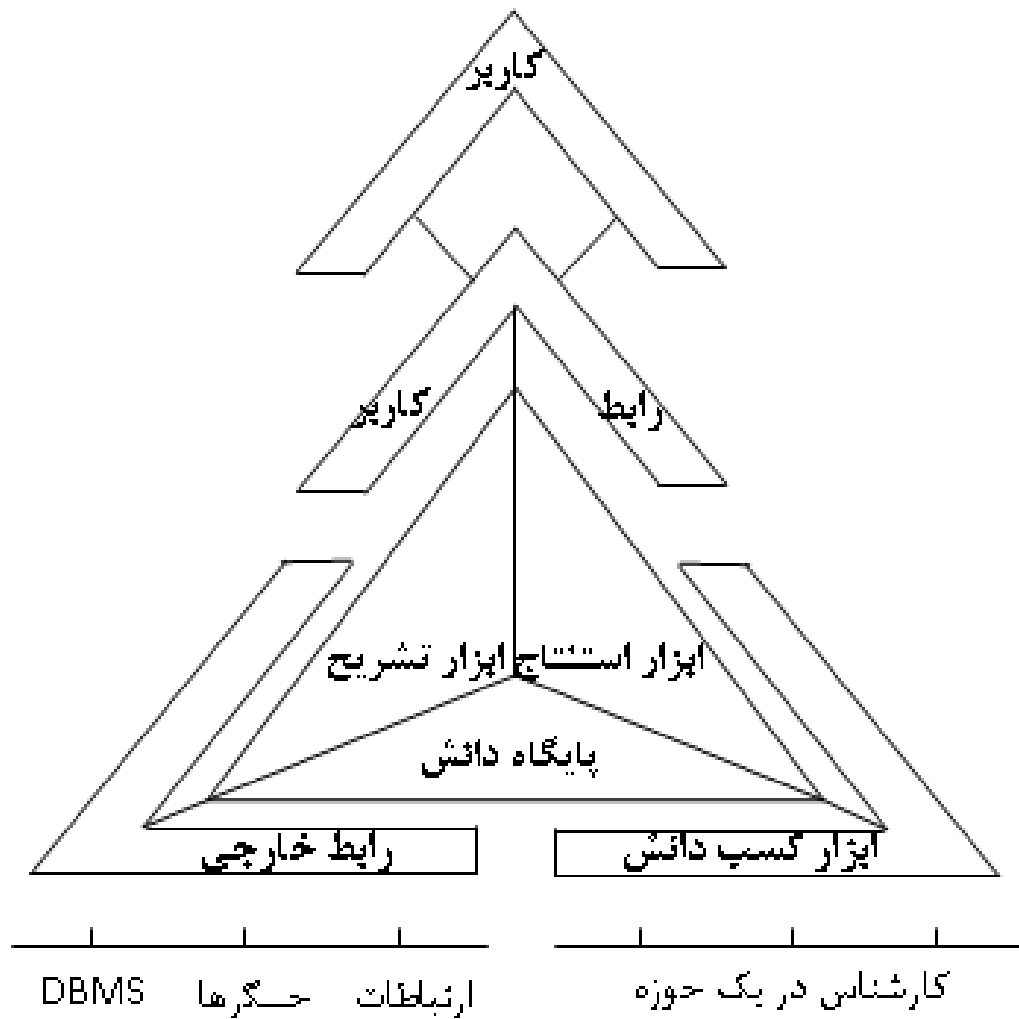 کاربر
رابط کاربر
ابزار استنتاج ابزار تشریح
پایگاه دانش
ابزار کسب دانش
رابط خارجی
کارشناس در یک حوزه
ارتباطات حسگرها DBMS